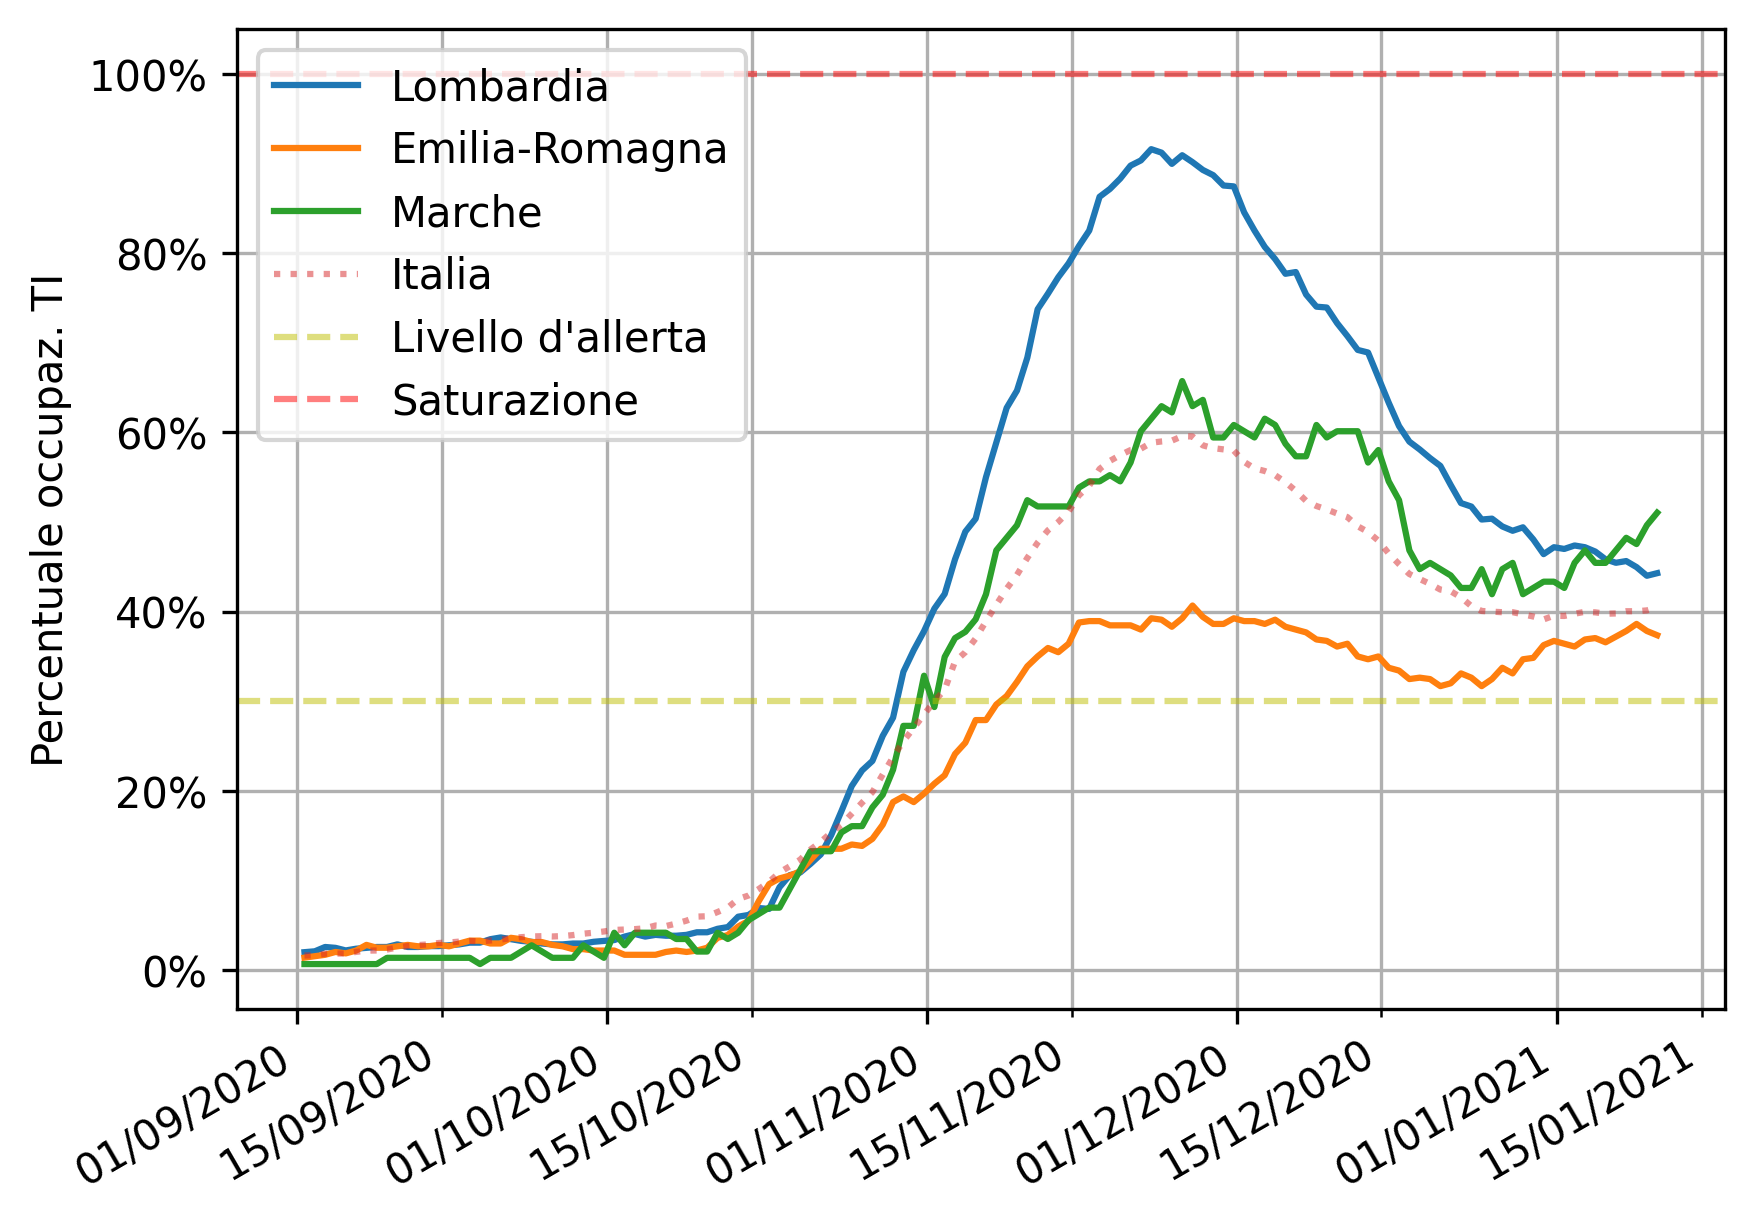 Percentuale occupaz. TI
100%
80%
60%
40%
20%
0%
Lombardia
Emilia-Romagna
Marche
Italia
Livello d'allerta
Saturazione
01/09/2020
15/09/2020
01/10/2020
15/10/2020
01/11/2020
15/11/2020
01/12/2020
15/12/2020
01/01/2021
15/01/2021